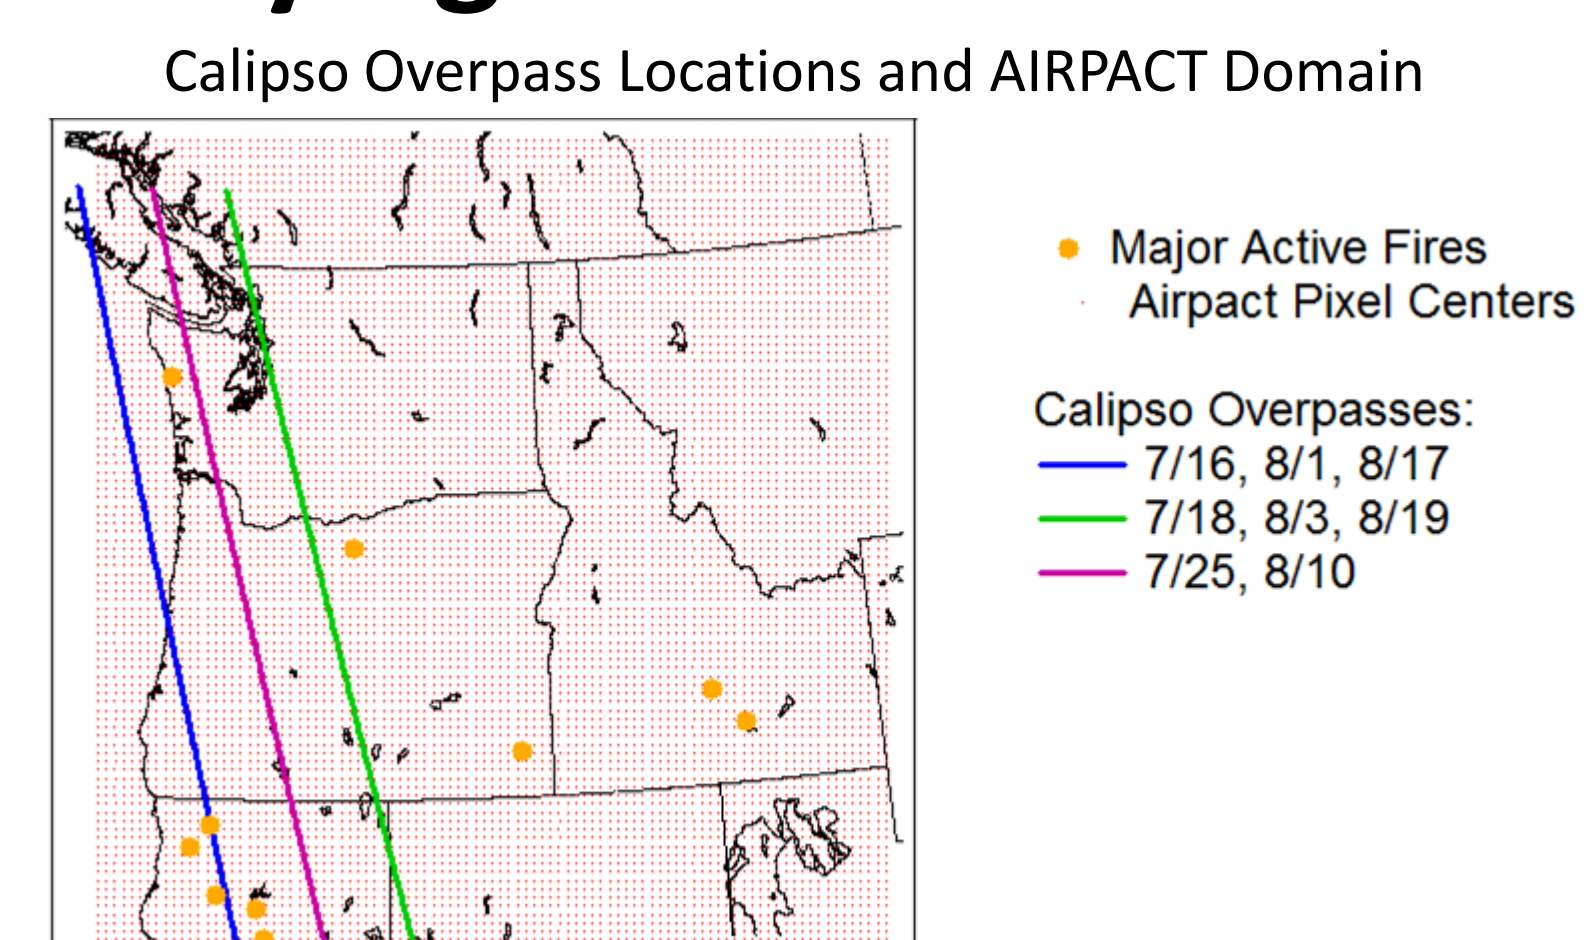 Calipso Overpass Locations and AIRPACT Domain
Major Active Fires
Airpact Pixel Centers
Calipso Overpasses:
7/16, 8/1, 8/17
7/18, 8/3, 8/19
7/25, 8/10